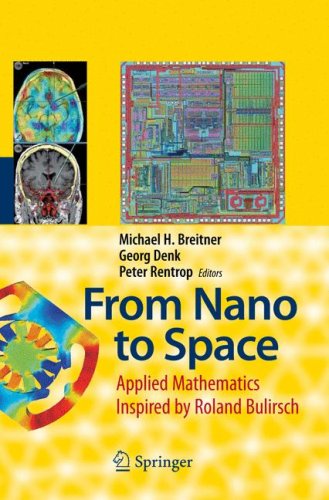 Michael H. Breitner
Georg Denk
Peter Rentrop Editors
From Nano
to Space
Applied Mathematics
Inspired by Roland Bulirsch
Springer